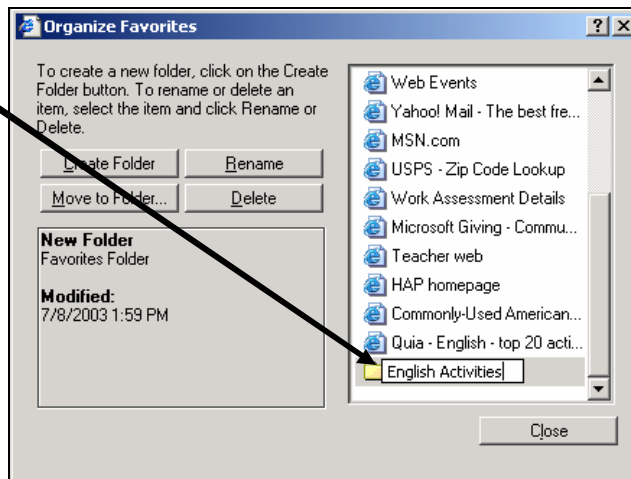 Organize Favorites
To create a new folder, click on the Create
Folder button. To rename or delete an
item, select the item and click Rename or
Delete.
Create Folder
Rename
Move to Folder...
Delete
New Folder
Favorites Folder
Modified:
7/8/2003 1:59 PM
Web Events
Yahoo! Mail - The best fre...
MSN.com
USPS - Zip Code Lookup
Work Assessment Details
Microsoft Giving - Commu...
Teacher web
HAP homepage
Commonly-Used American...
Quia - English - top 20 acti...
English Activities
Close